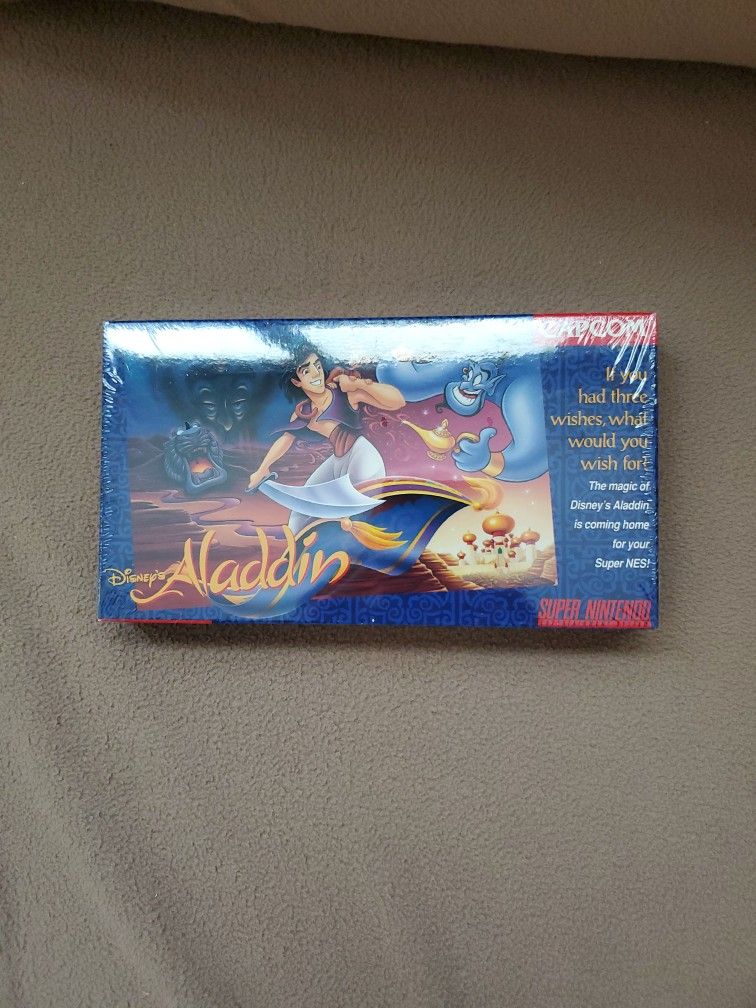 CAPCOM
If you
had three
wishes, what
would you
wish for?
The magic of
Disney's Aladdin
is coming home
for your
Super NES!
Disney's Aladdin
SUPER NINTENDO